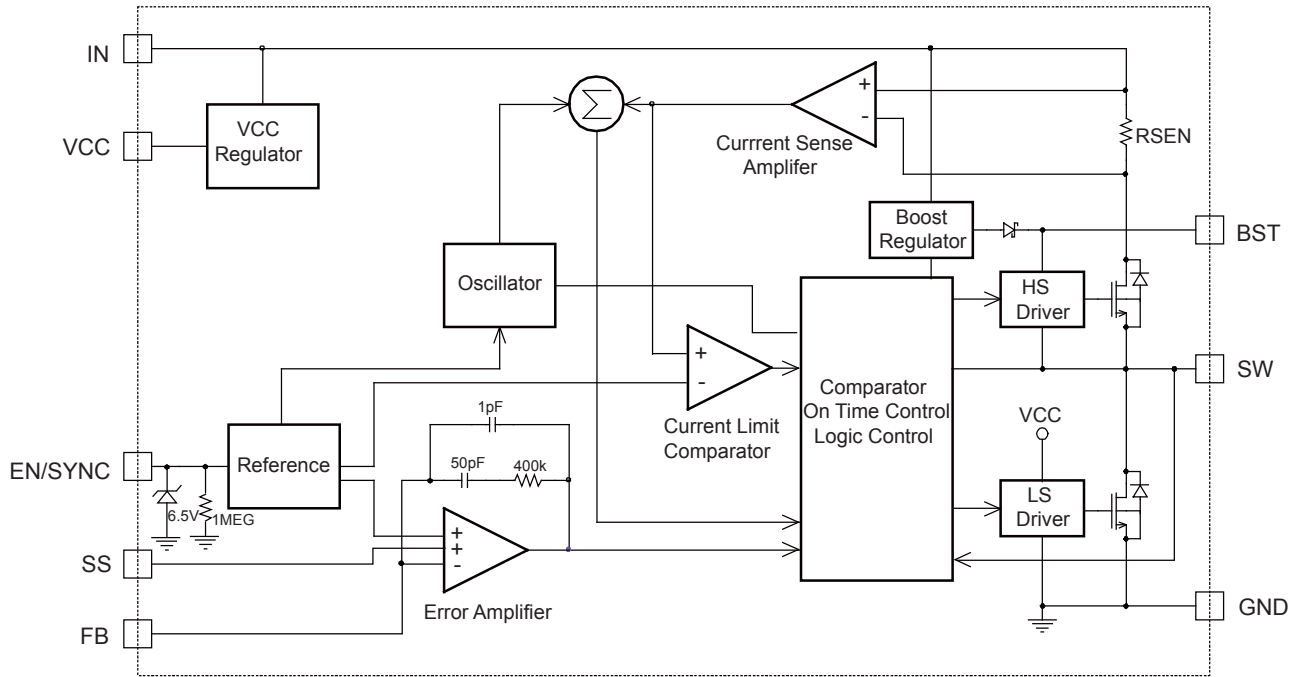 IN
VCC
Regulator
VCC
+
-
Currrent Sense
Amplifer
RSEN
Boost
Regulator
BST
Oscillator
HS
Driver
+
-
Current Limit
Comparator
Comparator
On Time Control
Logic Control
SW
VCC
1pF
50pF
400k
EN/SYNC
Reference
6.5V
1MEG
LS
Driver
SS
+
+
-
Error Amplifier
FB
GND
Σ